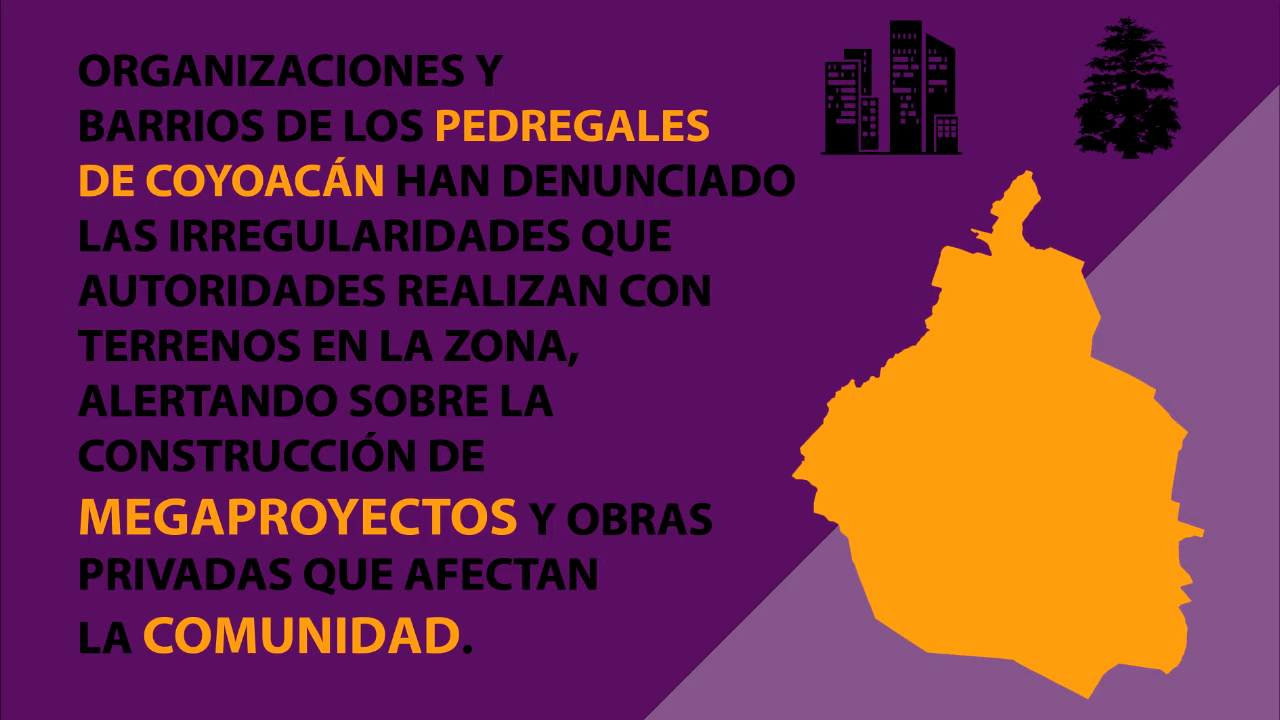 ORGANIZACIONES Y
BARRIOS DE LOS PEDREGALES
DE COYOACÁN HAN DENUNCIADO
LAS IRREGULARIDADES QUE
AUTORIDADES REALIZAN CON
TERRENOS EN LA ZONA,
ALERTANDO SOBRE LA
CONSTRUCCIÓN DE
MEGAPROYECTOS Y OBRAS
PRIVADAS QUE AFECTAN
LA COMUNIDAD.